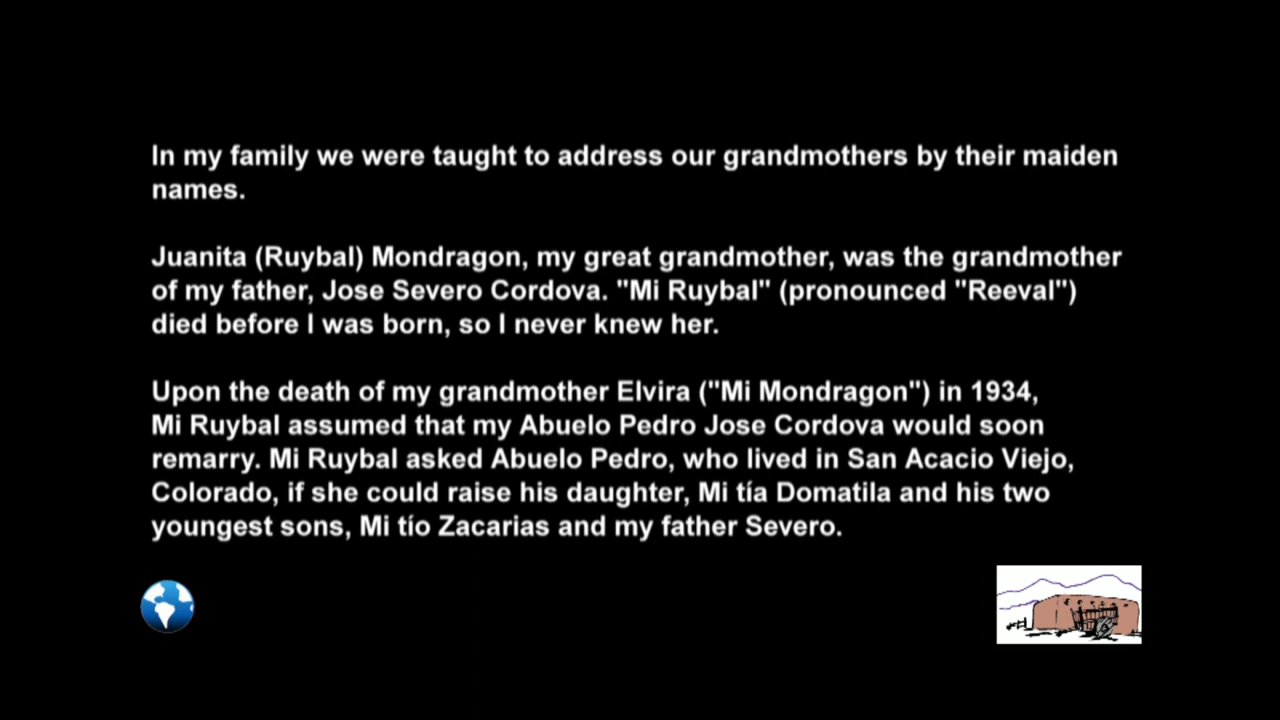 In my family we were taught to address our grandmothers by their maiden
names.
Juanita (Ruybal) Mondragon, my great grandmother, was the grandmother
of my father, Jose Severo Cordova. "Mi Ruybal" (pronounced "Reeval")
died before I was born, so I never knew her.
Upon the death of my grandmother Elvira ("Mi Mondragon") in 1934,
Mi Ruybal assumed that my Abuelo Pedro Jose Cordova would soon
remarry. Mi Ruybal asked Abuelo Pedro, who lived in San Acacio Viejo,
Colorado, if she could raise his daughter, Mi tía Domatila and his two
youngest sons, Mi tío Zacarias and my father Severo.